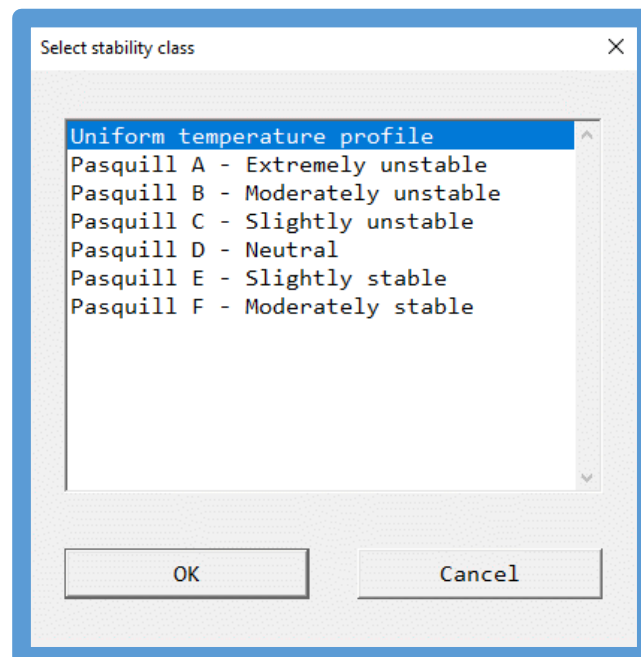 Select stability class
Uniform temperature profile
Pasquill A - Extremely unstable
Pasquill B - Moderately unstable
Pasquill C - Slightly unstable
Pasquill D - Neutral
Pasquill E - Slightly stable
Pasquill F - Moderately stable
OK
Cancel